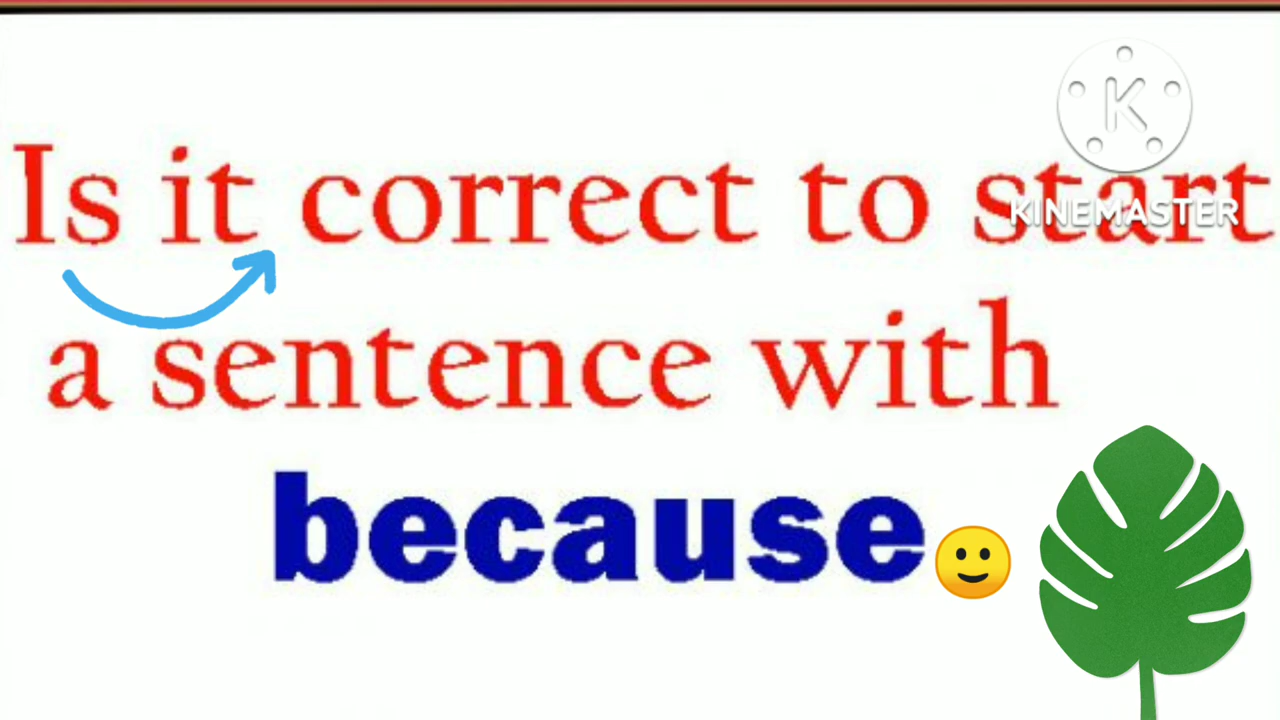 Is it correct to start
K
KINEMASTER
a sentence with
because